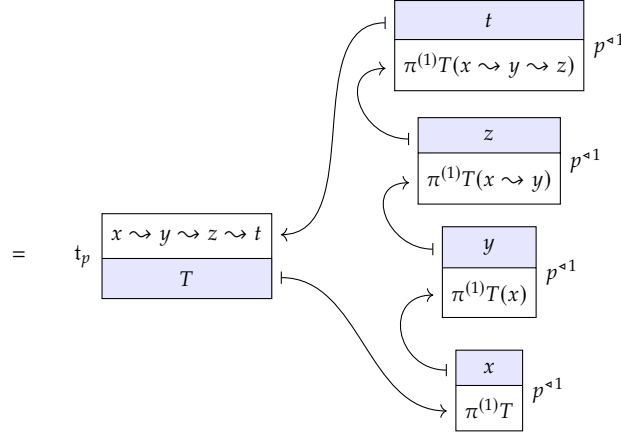 t
π⁽¹⁾T(x ⇝ y ⇝ z)
p^{◁1}
z
π⁽¹⁾T(x ⇝ y)
p^{◁1}
= 𝔱_p
x ⇝ y ⇝ z ⇝ t
T
y
π⁽¹⁾T(x)
p^{◁1}
x
π⁽¹⁾T
p^{◁1}